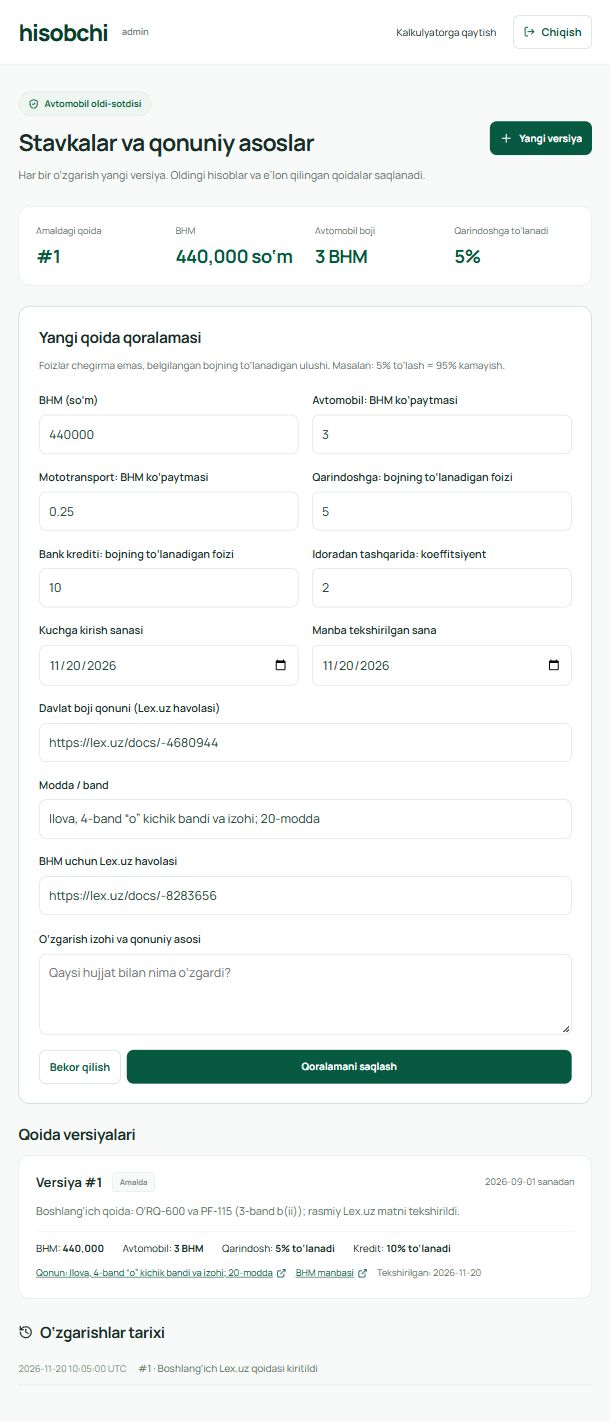 hisobchi admin Kalkulyatorga qaytish Chiqish
Avtomobil oldi-sotdisi
Stavkalar va qonuniy asoslar
Yangi versiya
Har bir o‘zgarish yangi versiya. Oldingi hisoblar va e’lon qilingan qoidalar saqlanadi.
Amaldagi qoida BHM Avtomobil boji Qarindoshga to‘lanadi
#1 440,000 so‘m 3 BHM 5%
Yangi qoida qoralamasi
Foizlar chegirma emas, belgilangan bojning to‘lanadigan ulushi. Masalan: 5% to‘lash = 95% kamayish.
BHM (so‘m) Avtomobil: BHM ko‘paytmasi
440000 3
Mototransport: BHM ko‘paytmasi Qarindoshga: bojning to‘lanadigan foizi
0.25 5
Bank krediti: bojning to‘lanadigan foizi Idoradan tashqarida: koeffitsiyent
10 2
Kuchga kirish sanasi Manba tekshirilgan sana
11/20/2026 11/20/2026
Davlat boji qonuni (Lex.uz havolasi)
https://lex.uz/docs/-4680944
Modda / band
Ilova, 4-band “o” kichik bandi va izohi; 20-modda
BHM uchun Lex.uz havolasi
https://lex.uz/docs/-8283656
O‘zgarish izohi va qonuniy asosi
Qaysi hujjat bilan nima o‘zgardi?
Bekor qilish Qoralamani saqlash
Qoida versiyalari
Versiya #1 Amalda 2026-09-01 sanadan
Boshlang‘ich qoida: O‘RQ-600 va PF-115 (3-band b(ii)); rasmiy Lex.uz matni tekshirildi.
BHM: 440,000 Avtomobil: 3 BHM Qarindosh: 5% to‘lanadi Kredit: 10% to‘lanadi
Qonun: Ilova, 4-band “o” kichik bandi va izohi; 20-modda BHM manbasi Tekshirilgan: 2026-11-20
O‘zgarishlar tarixi
2026-11-20 10:05:00 UTC #1 · Boshlang‘ich Lex.uz qoidasi kiritildi